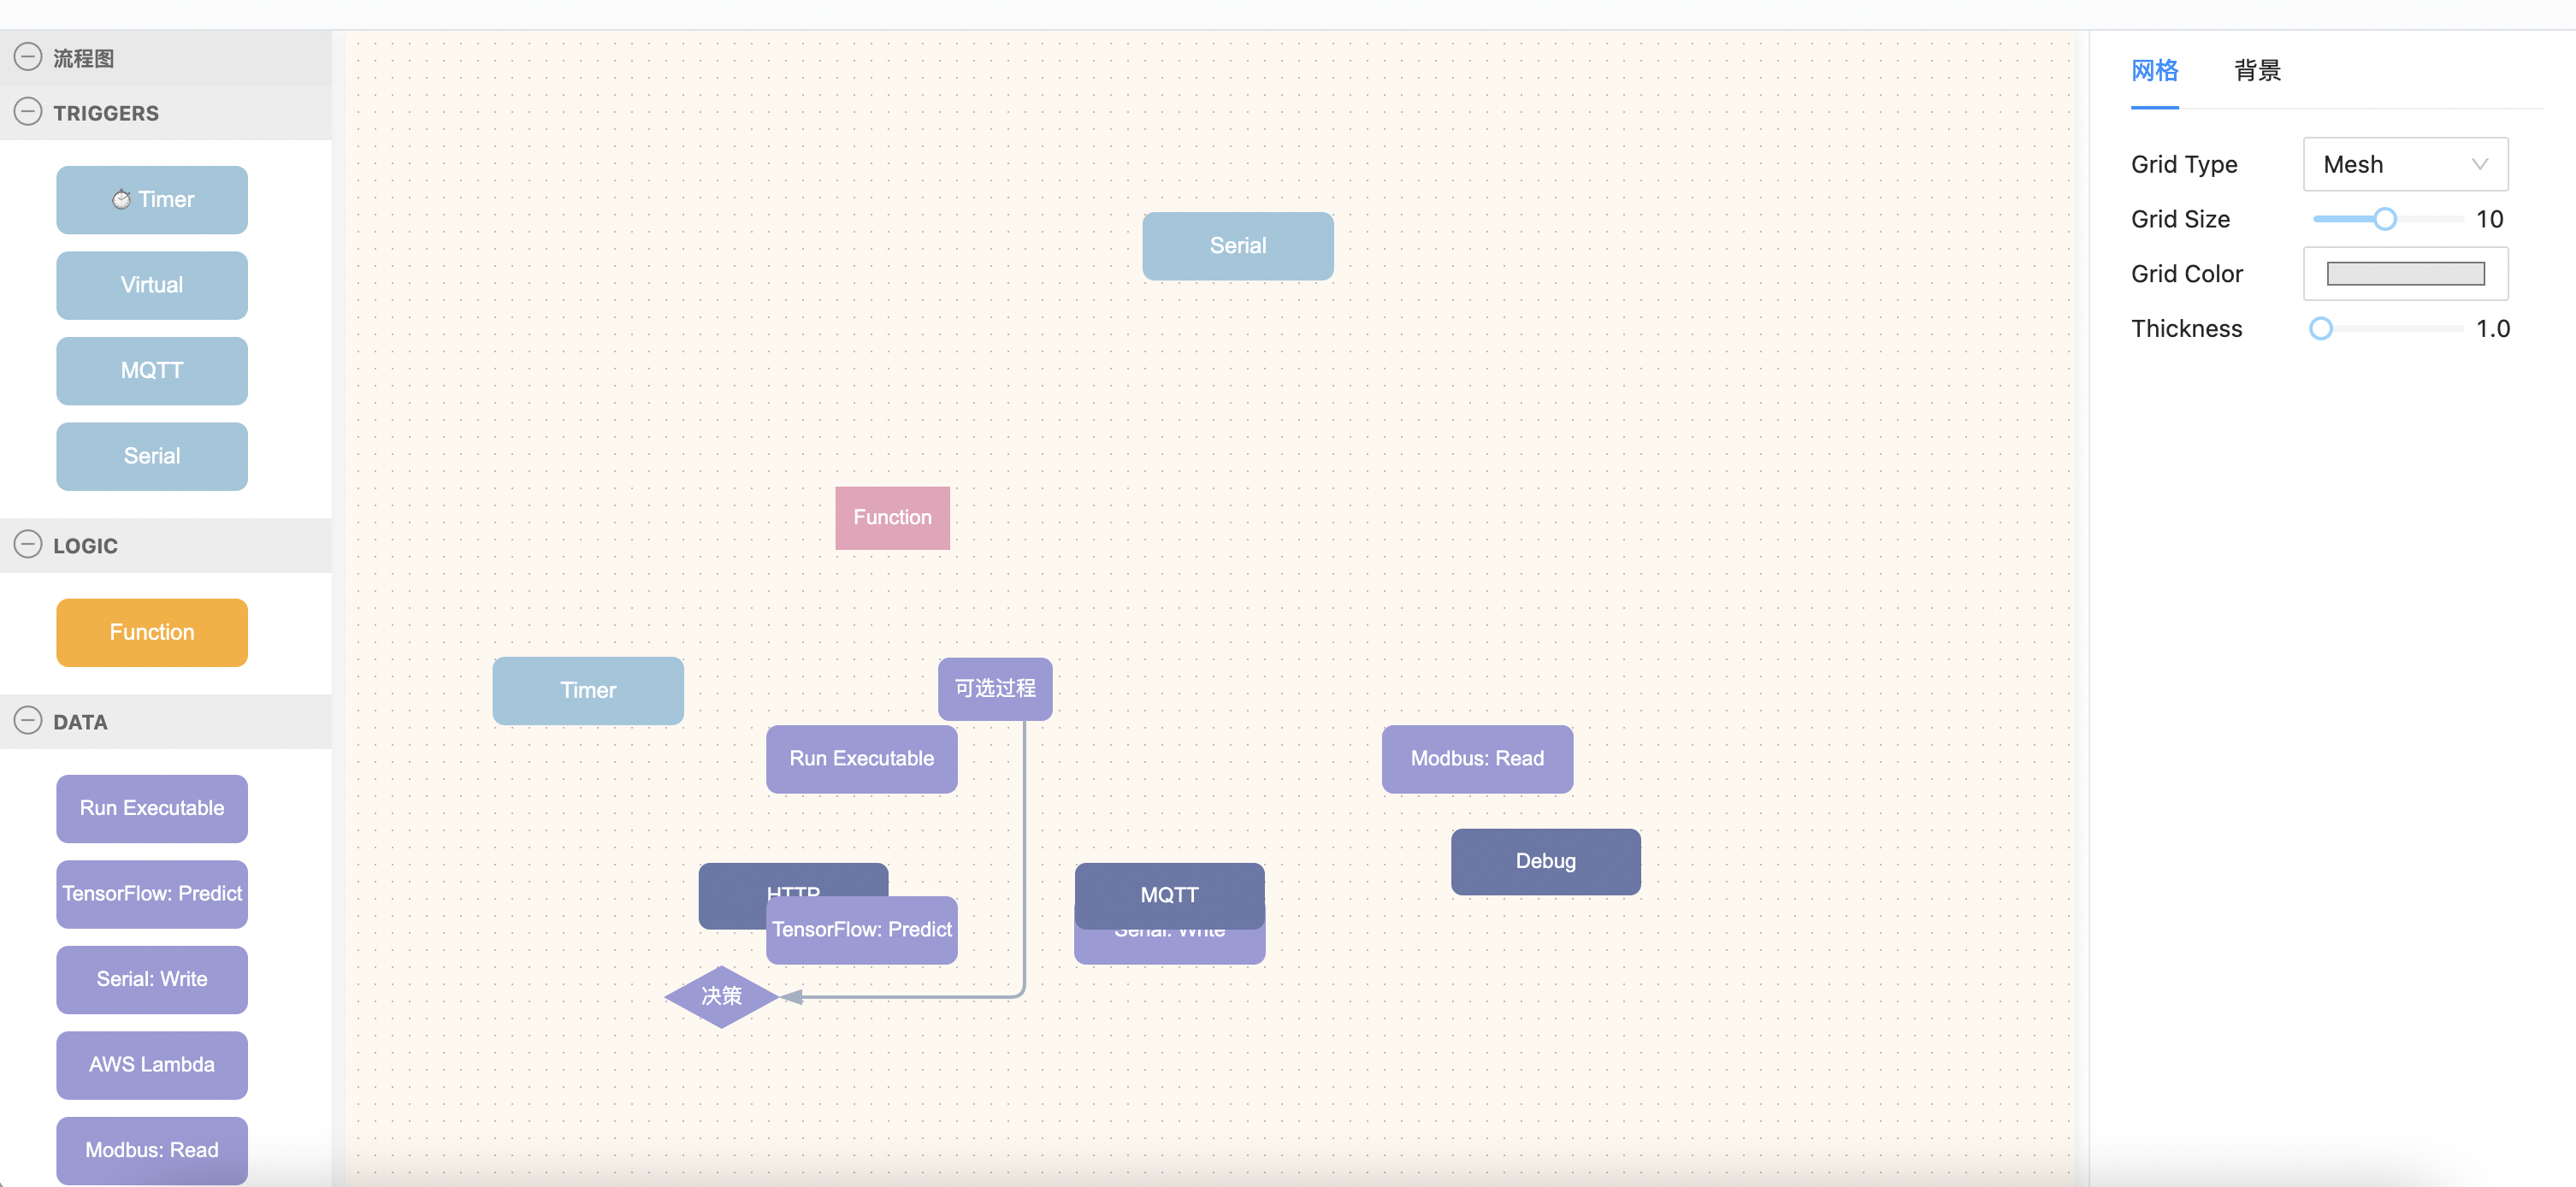 流程图
TRIGGERS
Timer
Virtual
MQTT
Serial
LOGIC
Function
DATA
Run Executable
TensorFlow: Predict
Serial: Write
AWS Lambda
Modbus: Read
Serial
Function
Timer
可选过程
Run Executable
Modbus: Read
Debug
HTTP
MQTT
TensorFlow: Predict
Serial: Write
决策
网格
背景
Grid Type
Mesh
Grid Size
10
Grid Color
Thickness
1.0